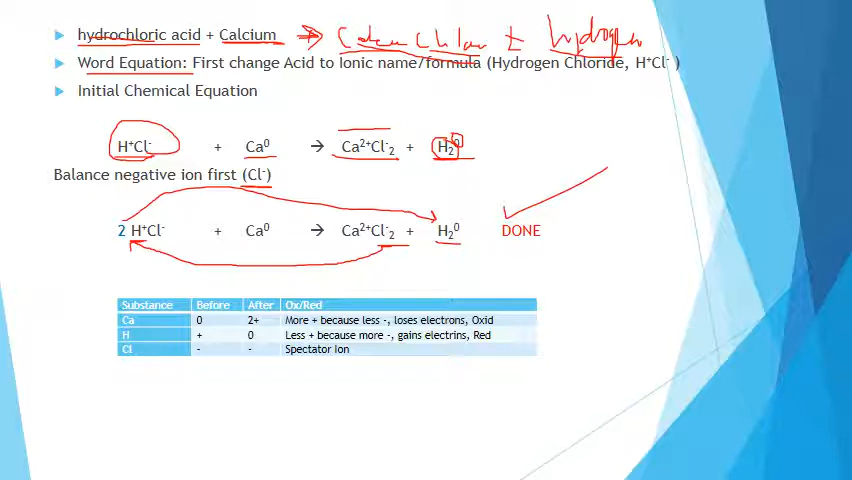 hydrochloric acid + Calcium → Calcium Chlor + hydrogen
Word Equation: First change Acid to Ionic name/formula (Hydrogen Chloride, H⁺Cl⁻)
Initial Chemical Equation
H⁺Cl⁻ + Ca⁰ → Ca²⁺Cl⁻₂ + H₂⁰
Balance negative ion first (Cl⁻)
2 H⁺Cl⁻ + Ca⁰ → Ca²⁺Cl⁻₂ + H₂⁰ DONE
Substance Before After Ox/Red
Ca 0 2+ More + because less -, loses electrons, Oxid
H + 0 Less + because more -, gains electrins, Red
Cl - - Spectator Ion